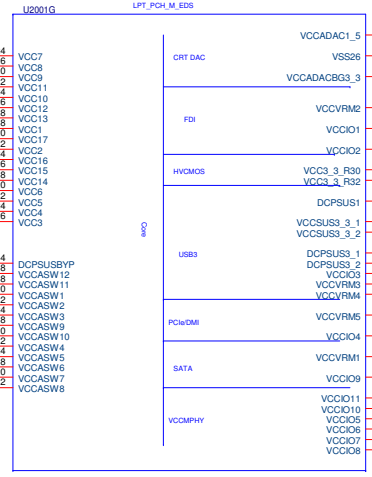 U2001G
LPT_PCH_M_EDS
VCCADAC1_5
CRT DAC
VSS26
VCCADACBG3_3
VCC7
VCC8
VCC9
VCC11
VCC10
VCC12
VCC13
VCC1
VCC17
VCC2
VCC16
VCC15
VCC14
VCC6
VCC5
VCC4
VCC3
FDI
VCCVRM2
VCCIO1
VCCIO2
HVCMOS
VCC3_3_R30
VCC3_3_R32
DCPSUS1
Core
USB3
VCCSUS3_3_1
VCCSUS3_3_2
DCPSUS3_1
DCPSUS3_2
VCCIO3
VCCVRM3
VCCVRM4
DCPSUSBYP
VCCASW12
VCCASW11
VCCASW1
VCCASW2
VCCASW3
VCCASW9
VCCASW10
VCCASW4
VCCASW5
VCCASW6
VCCASW7
VCCASW8
PCIe/DMI
VCCVRM5
VCCIO4
SATA
VCCVRM1
VCCIO9
VCCMPHY
VCCIO11
VCCIO10
VCCIO5
VCCIO6
VCCIO7
VCCIO8